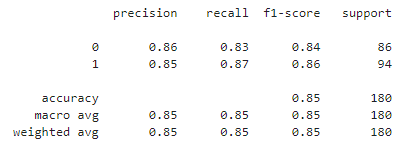 precision recall f1-score support
0 0.86 0.83 0.84 86
1 0.85 0.87 0.86 94
accuracy 0.85 180
macro avg 0.85 0.85 0.85 180
weighted avg 0.85 0.85 0.85 180